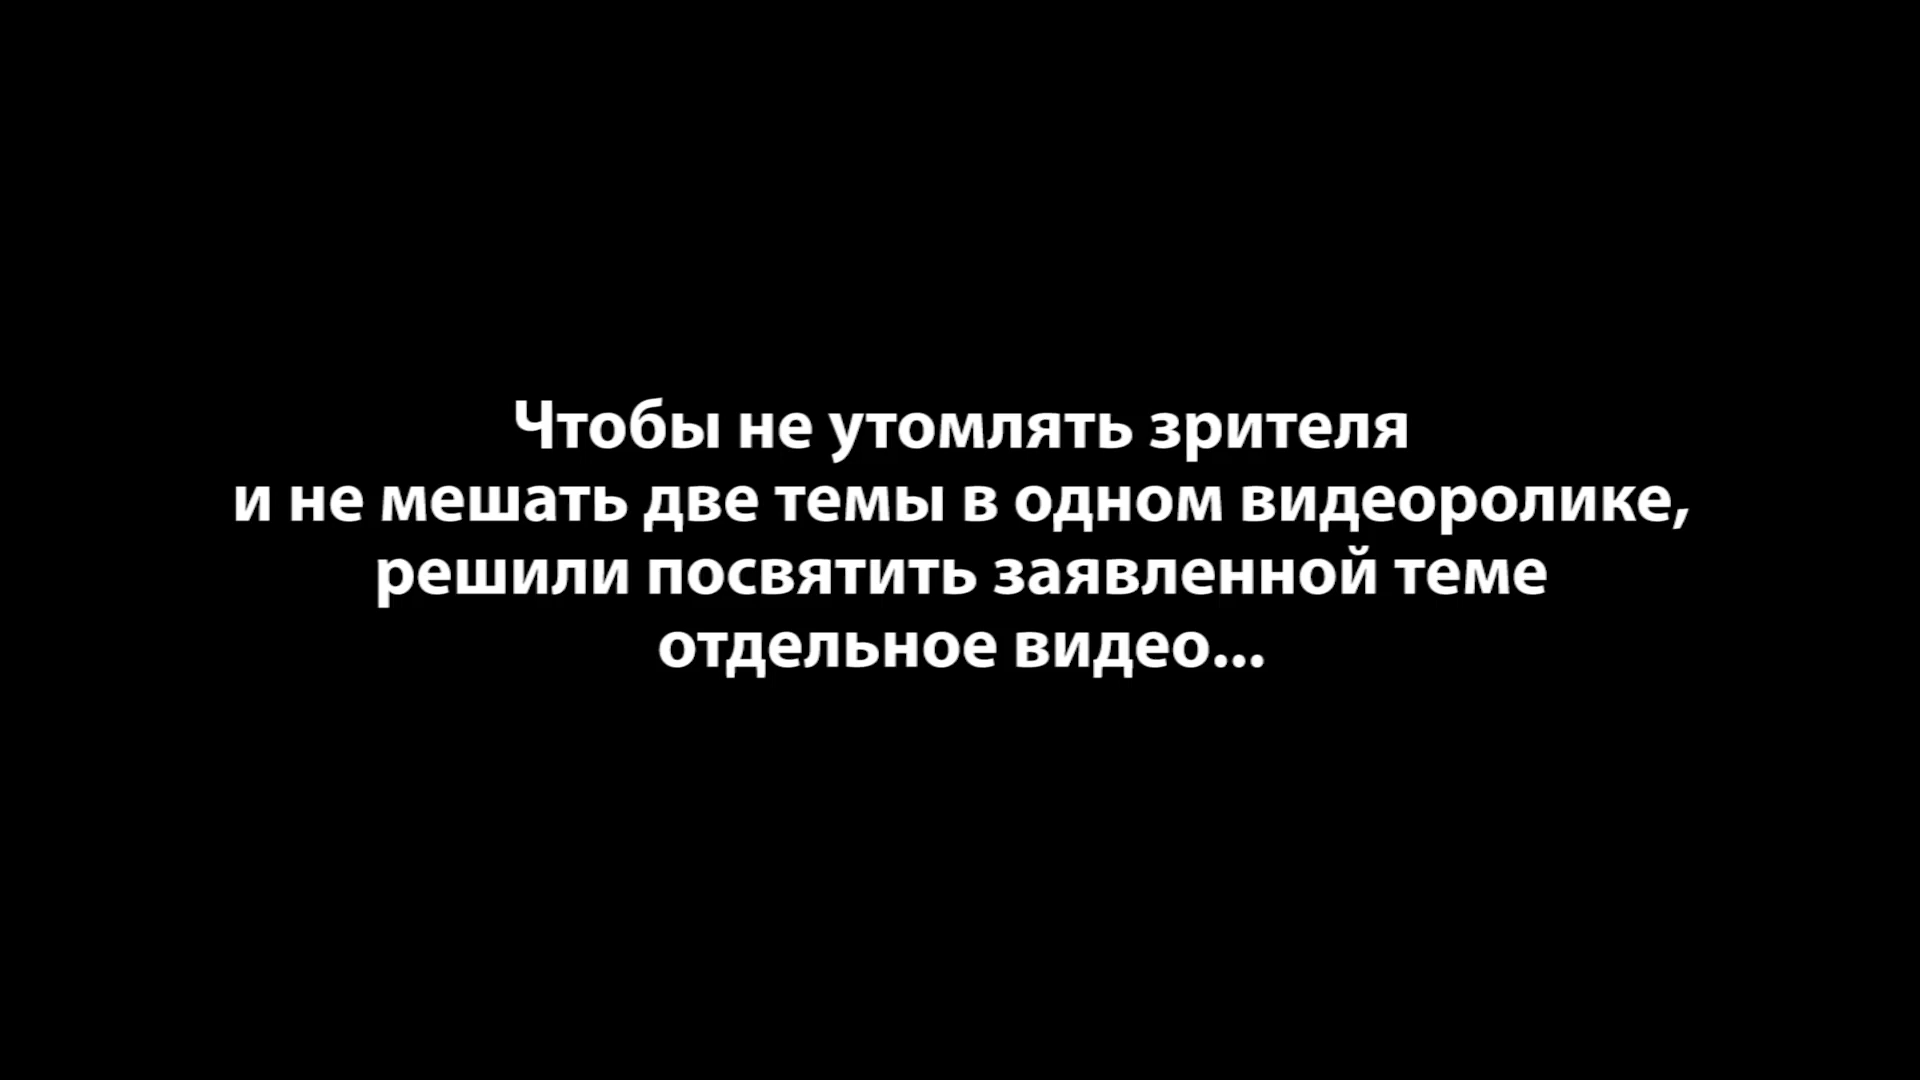 Чтобы не утомлять зрителя
и не мешать две темы в одном видеоролике,
решили посвятить заявленной теме
отдельное видео...